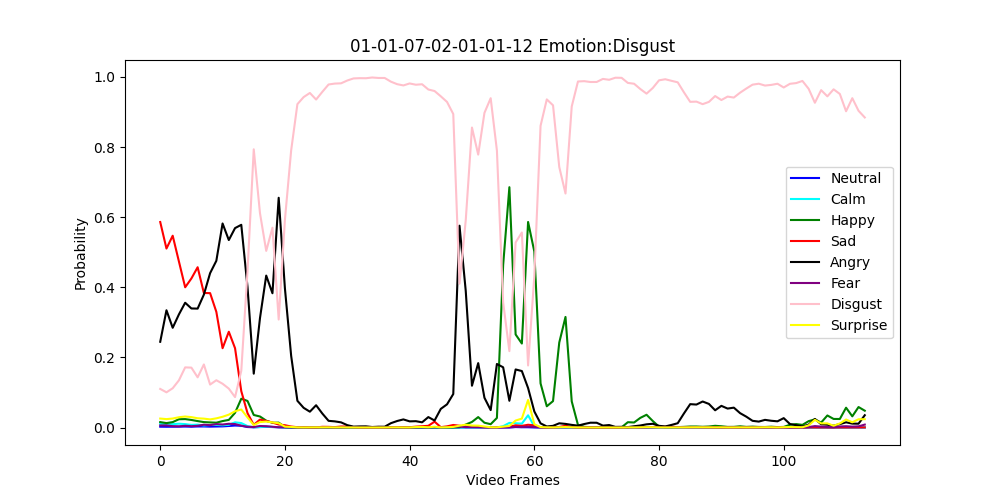 01-01-07-02-01-01-12 Emotion:Disgust
1.0
0.8
0.6
0.4
0.2
0.0
Probability
0 20 40 60 80 100
Video Frames
Neutral
Calm
Happy
Sad
Angry
Fear
Disgust
Surprise